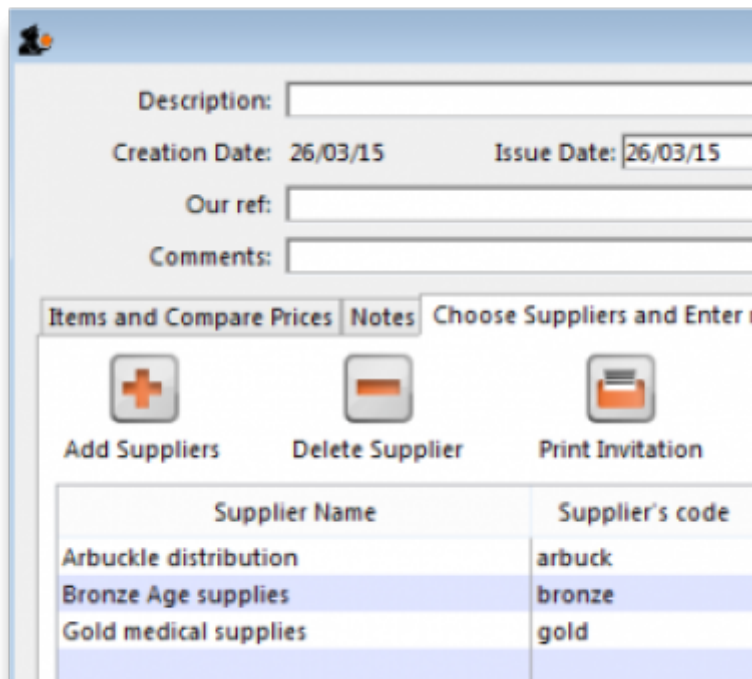 Description:
Creation Date: 26/03/15 Issue Date: 26/03/15
Our ref:
Comments:
Items and Compare Prices Notes Choose Suppliers and Enter
Add Suppliers Delete Supplier Print Invitation
Supplier Name Supplier's code
Arbuckle distribution arbuck
Bronze Age supplies bronze
Gold medical supplies gold